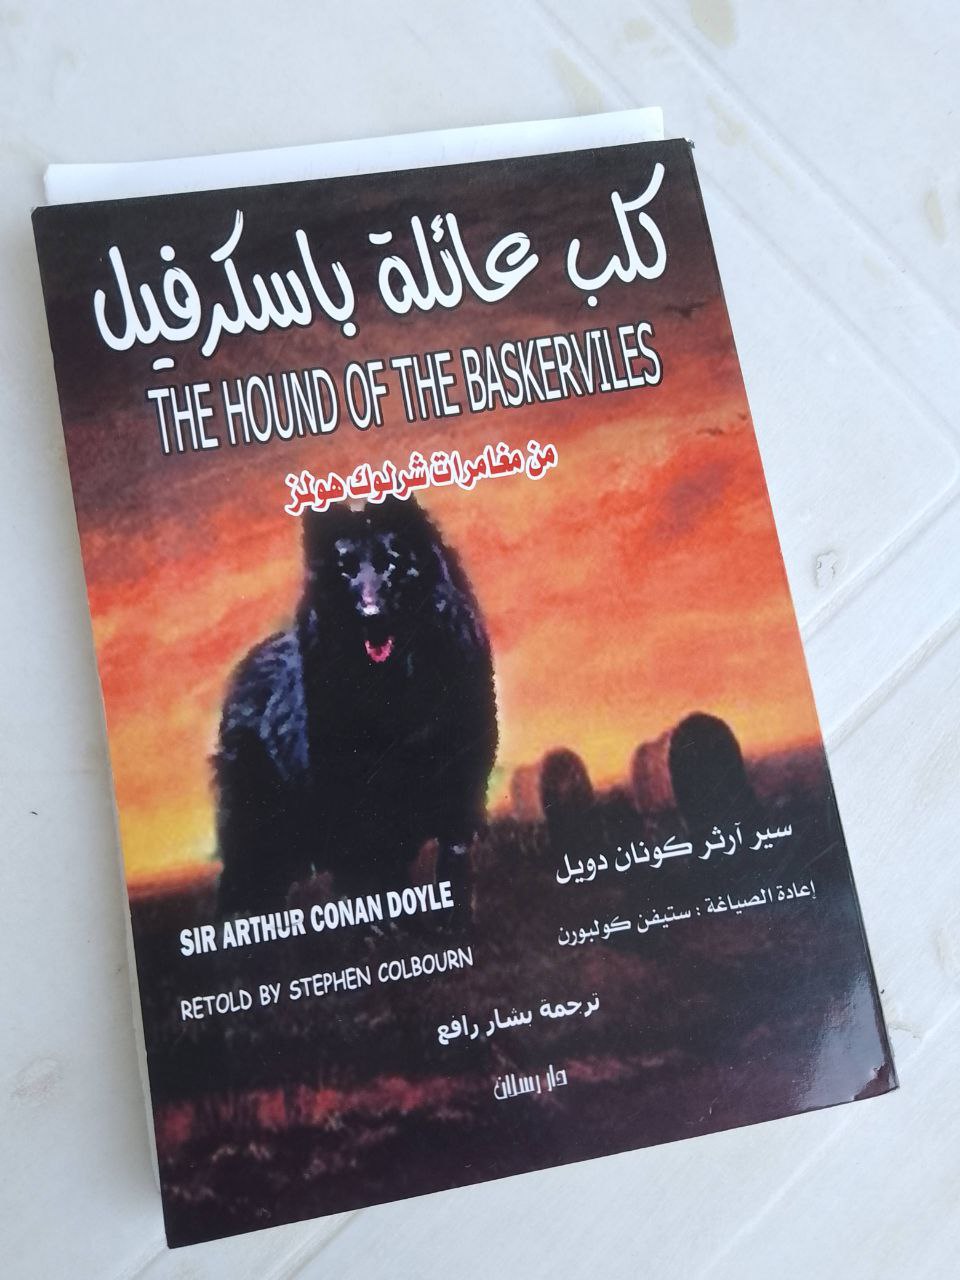 كلب عائلة باسكرفيل
THE HOUND OF THE BASKERVILES
من مغامرات شرلوك هولمز
سير آرثر كونان دويل
SIR ARTHUR CONAN DOYLE
إعادة الصياغة : ستيفن كولبورن
RETOLD BY STEPHEN COLBOURN
ترجمة بشار رافع
دار رسلان